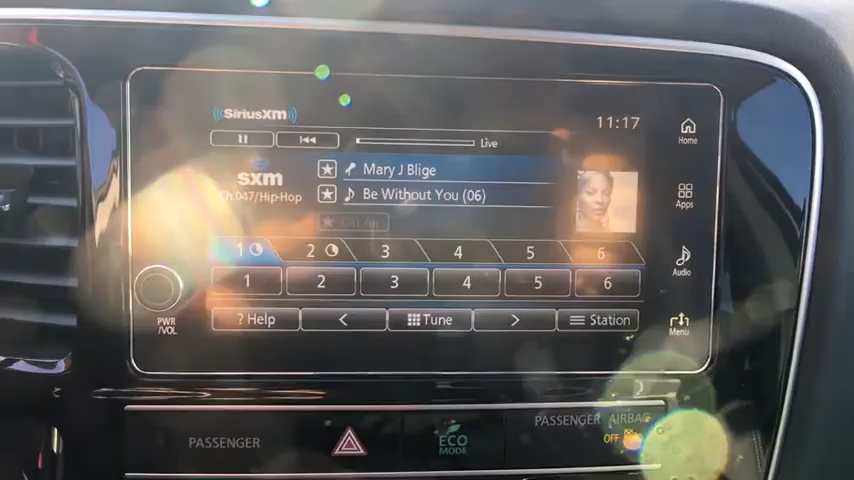 SiriusXM
11:17
Live
Home
Mary J Blige
sxm
Ch 047/Hip-Hop
Be Without You (06)
Apps
On Air
1 2 3 4 5 6
Audio
1 2 3 4 5 6
PWR
/VOL
? Help < Tune > Station
Menu
PASSENGER
ECO
MODE
PASSENGER AIRBAG
OFF